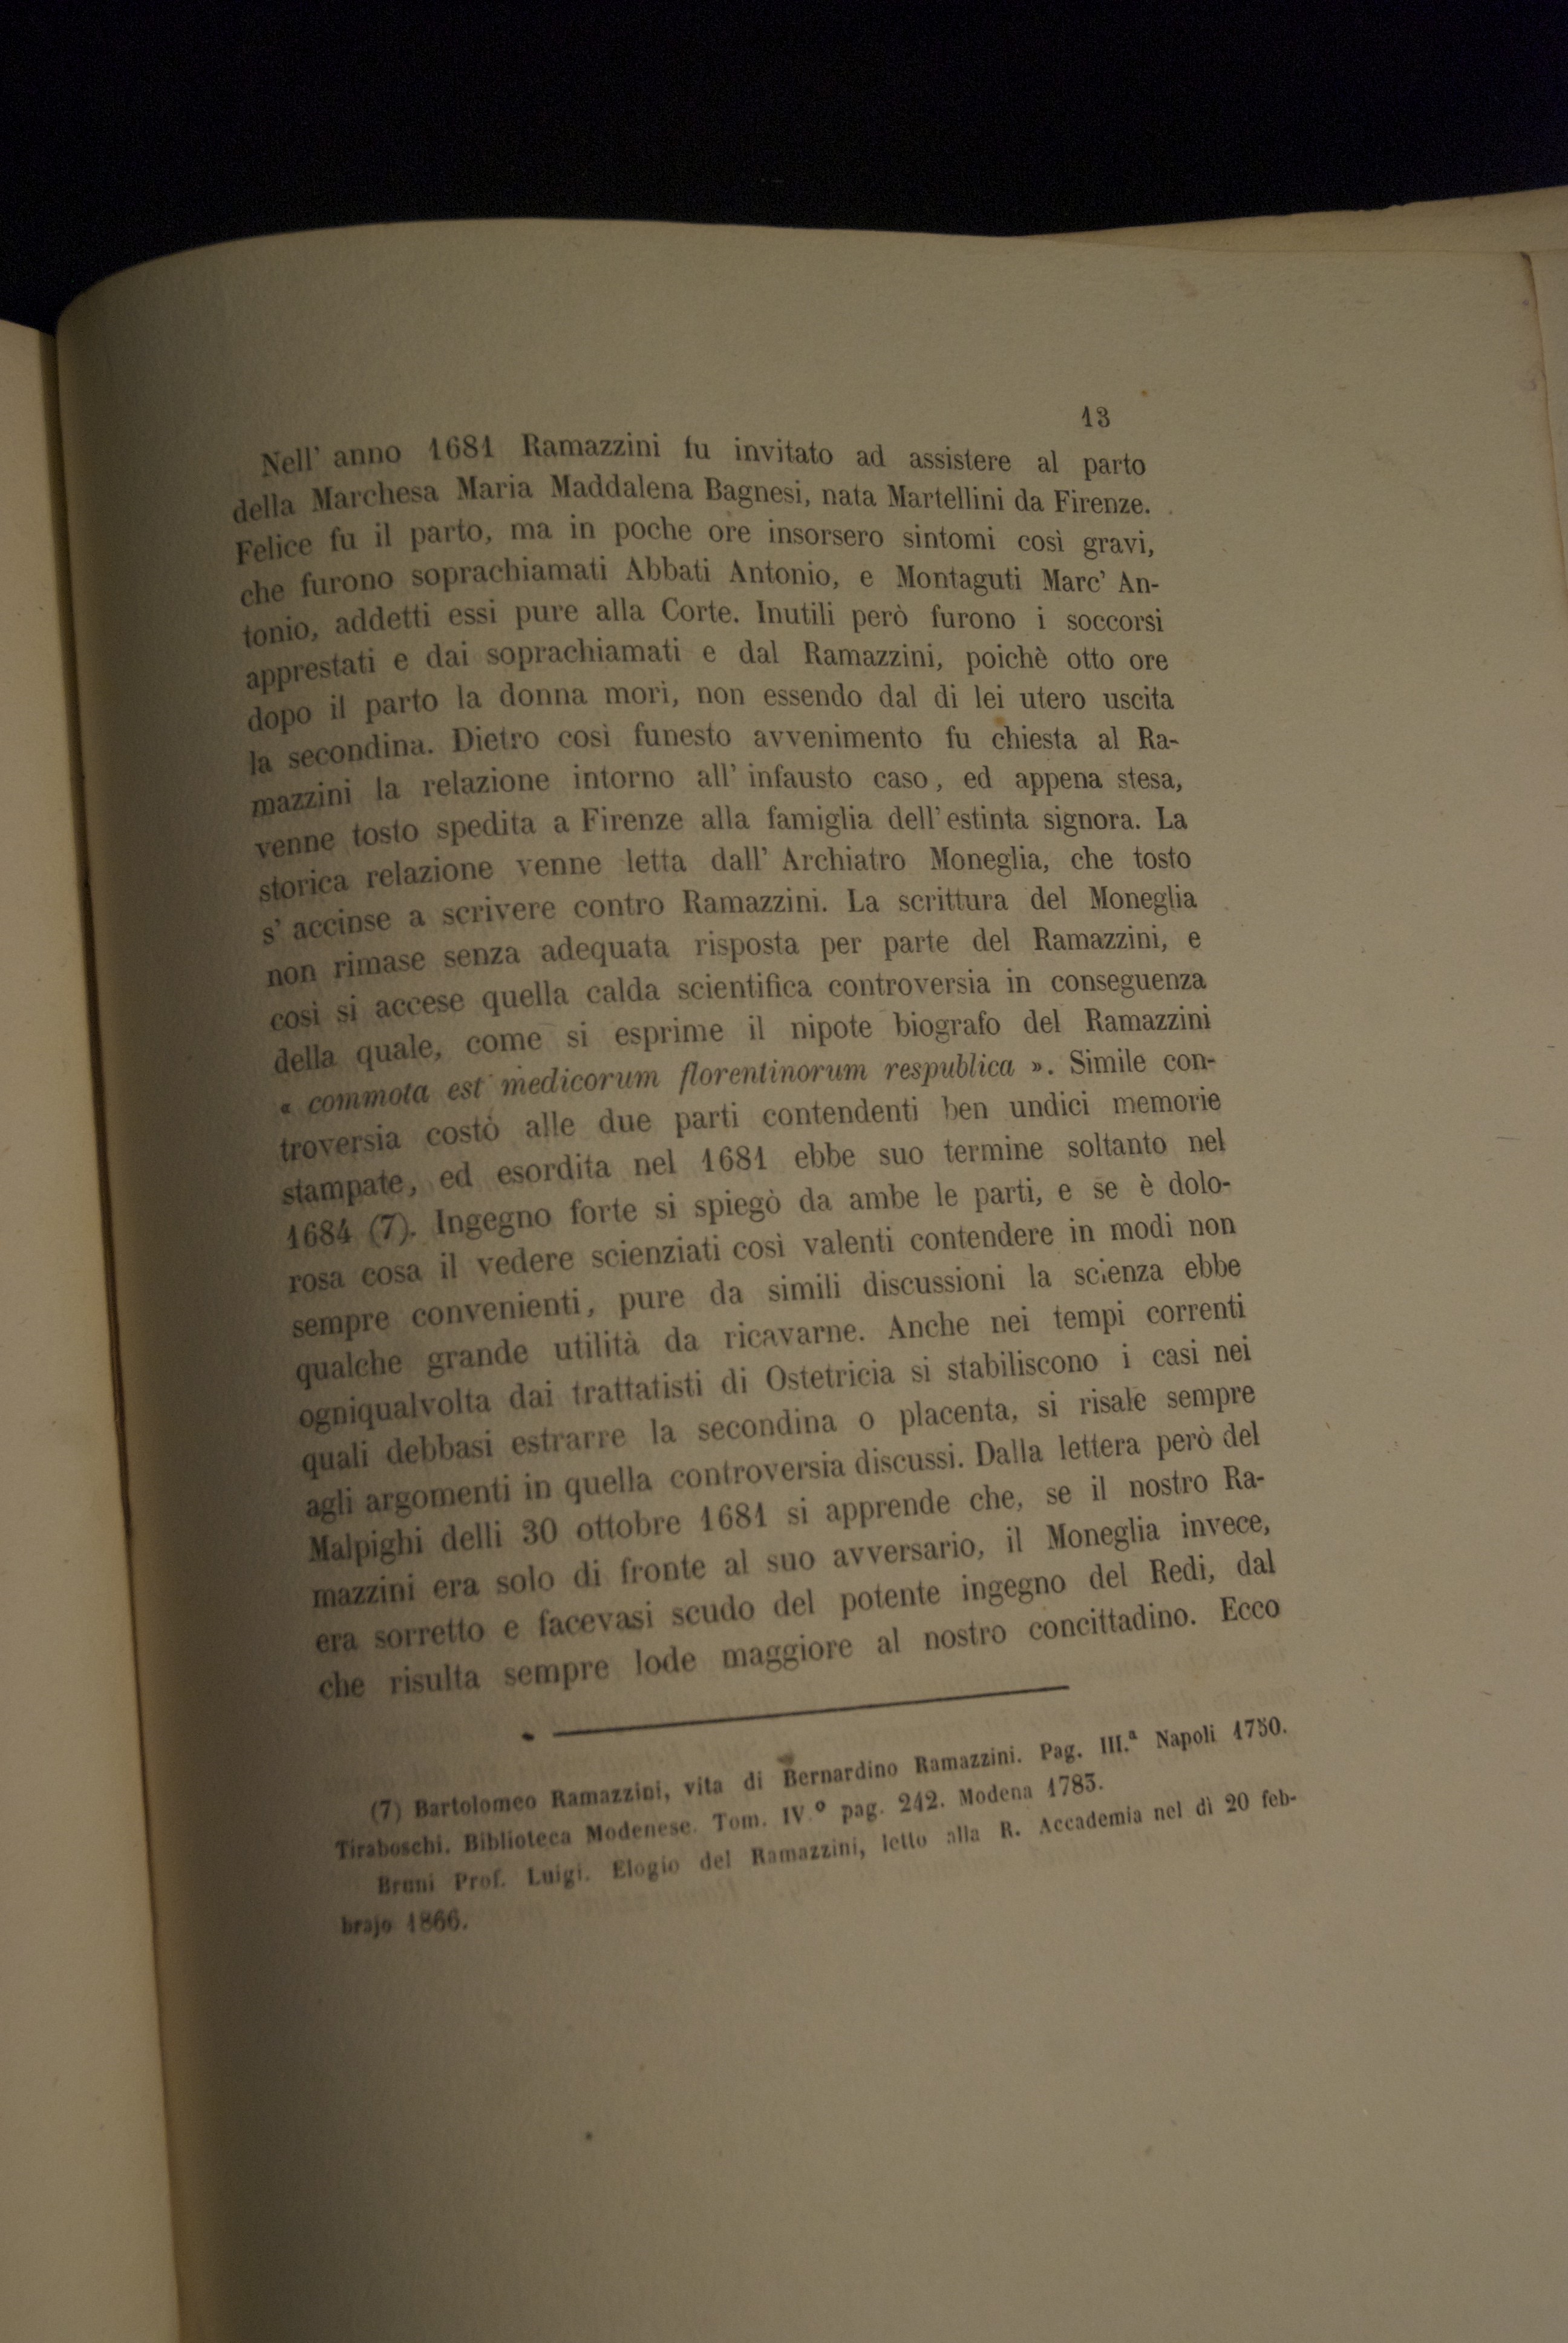 13
Nell' anno 1681 Ramazzini fu invitato ad assistere al parto
della Marchesa Maria Maddalena Bagnesi, nata Martellini da Firenze.
Felice fu il parto, ma in poche ore insorsero sintomi così gravi,
che furono soprachiamati Abbati Antonio, e Montaguti Marc' An-
tonio, addetti essi pure alla Corte. Inutili però furono i soccorsi
apprestati e dai soprachiamati e dal Ramazzini, poichè otto ore
dopo il parto la donna morì, non essendo dal di lei utero uscita
la secondina. Dietro così funesto avvenimento fu chiesta al Ra-
mazzini la relazione intorno all' infausto caso, ed appena stesa,
venne tosto spedita a Firenze alla famiglia dell' estinta signora. La
storica relazione venne letta dall' Archiatro Moneglia, che tosto
s' accinse a scrivere contro Ramazzini. La scrittura del Moneglia
non rimase senza adequata risposta per parte del Ramazzini, e
così si accese quella calda scientifica controversia in conseguenza
della quale, come si esprime il nipote biografo del Ramazzini
« commota est medicorum florentinorum respublica ». Simile con-
troversia costò alle due parti contendenti ben undici memorie
stampate, ed esordita nel 1681 ebbe suo termine soltanto nel
1684 (7). Ingegno forte si spiegò da ambe le parti, e se è dolo-
rosa cosa il vedere scienziati così valenti contendere in modi non
sempre convenienti, pure da simili discussioni la scienza ebbe
qualche grande utilità da ricavarne. Anche nei tempi correnti
ogniqualvolta dai trattatisti di Ostetricia si stabiliscono i casi nei
quali debbasi estrarre la secondina o placenta, si risale sempre
agli argomenti in quella controversia discussi. Dalla lettera però del
Malpighi delli 30 ottobre 1681 si apprende che, se il nostro Ra-
mazzini era solo di fronte al suo avversario, il Moneglia invece,
era sorretto e facevasi scudo del potente ingegno del Redi, dal
che risulta sempre lode maggiore al nostro concittadino. Ecco
(7) Bartolomeo Ramazzini, vita di Bernardino Ramazzini. Pag. III.ª Napoli 1750.
Tiraboschi. Biblioteca Modenese. Tom. IV.º pag. 242. Modena 1783.
Bruni Prof. Luigi. Elogio del Ramazzini, letto alla R. Accademia nel dì 20 feb-
brajo 1866.